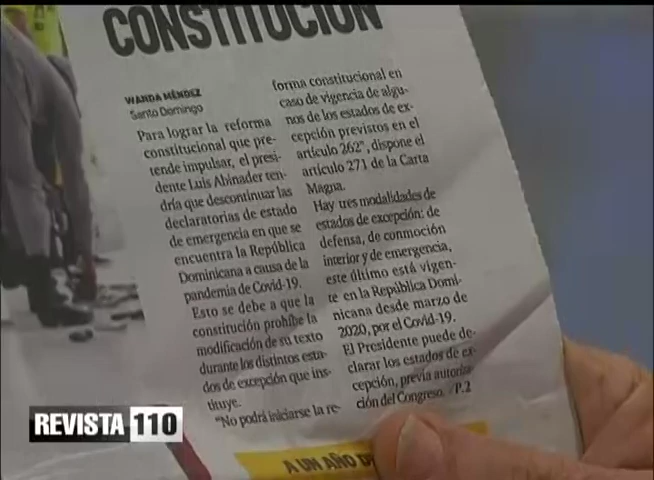 CONSTITUCIÓN
WANDA MÉNDEZ
Santo Domingo
Para lograr la reforma
constitucional que pre-
tende impulsar, el presi-
dente Luis Abinader ten-
dría que descontinuar las
declaratorias de estado
de emergencia en que se
encuentra la República
Dominicana a causa de la
pandemia de Covid-19.
Esto se debe a que la
constitución prohíbe la
modificación de su texto
durante los distintos esta-
dos de excepción que ins-
tituye.
"No podrá iniciarse la re-
forma constitucional en
caso de vigencia de algu-
nos de los estados de ex-
cepción previstos en el
artículo 262", dispone el
artículo 271 de la Carta
Magna.
Hay tres modalidades de
estados de excepción: de
defensa, de conmoción
interior y de emergencia,
este último está vigen-
te en la República Domi-
nicana desde marzo de
2020, por el Covid-19.
El Presidente puede de-
clarar los estados de ex-
cepción, previa autoriza-
ción del Congreso. /P.2
A UN AÑO
REVISTA 110